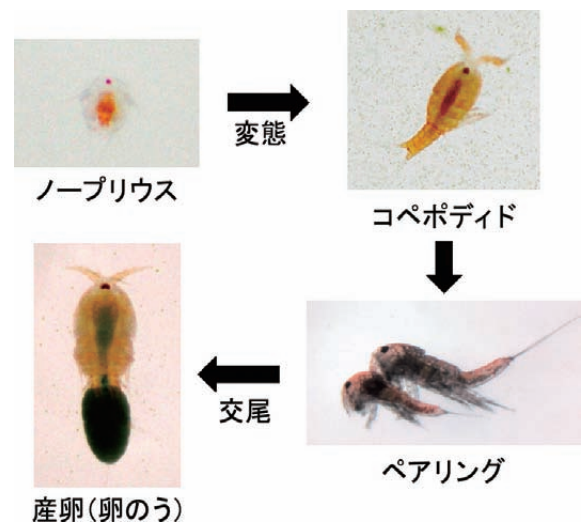 ノープリウス
変態
コペポディド
ペアリング
交尾
産卵(卵のう)